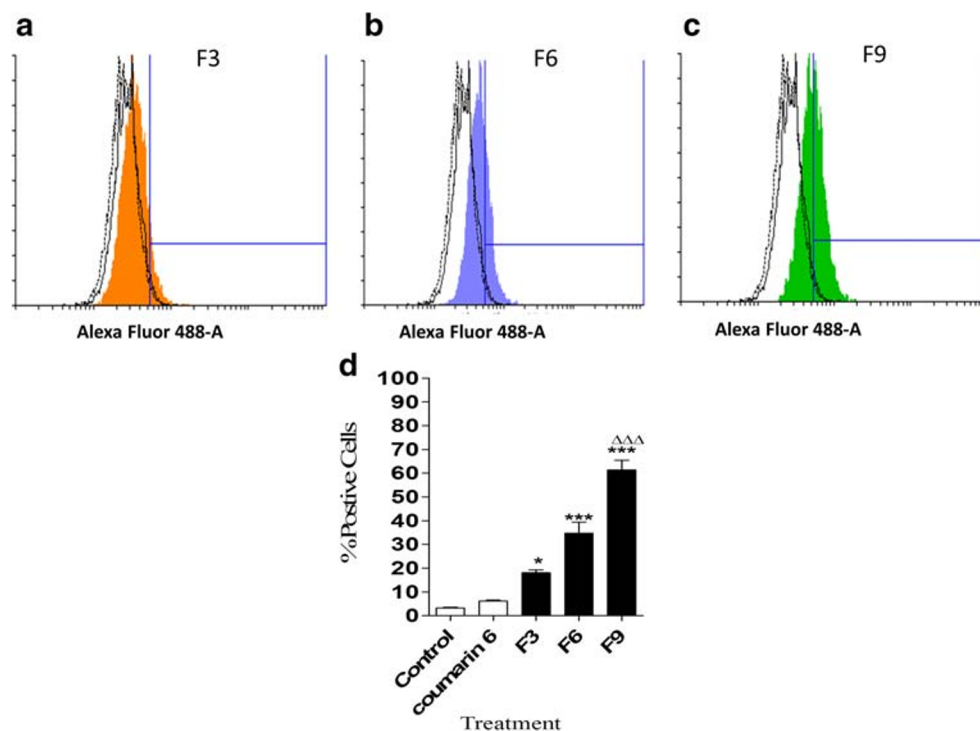 a
F3
Alexa Fluor 488-A
b
F6
Alexa Fluor 488-A
c
F9
Alexa Fluor 488-A
d
%Postive Cells
100
90
80
70
60
50
40
30
20
10
0
*
***
ΔΔΔ
***
Control
coumarin 6
F3
F6
F9
Treatment